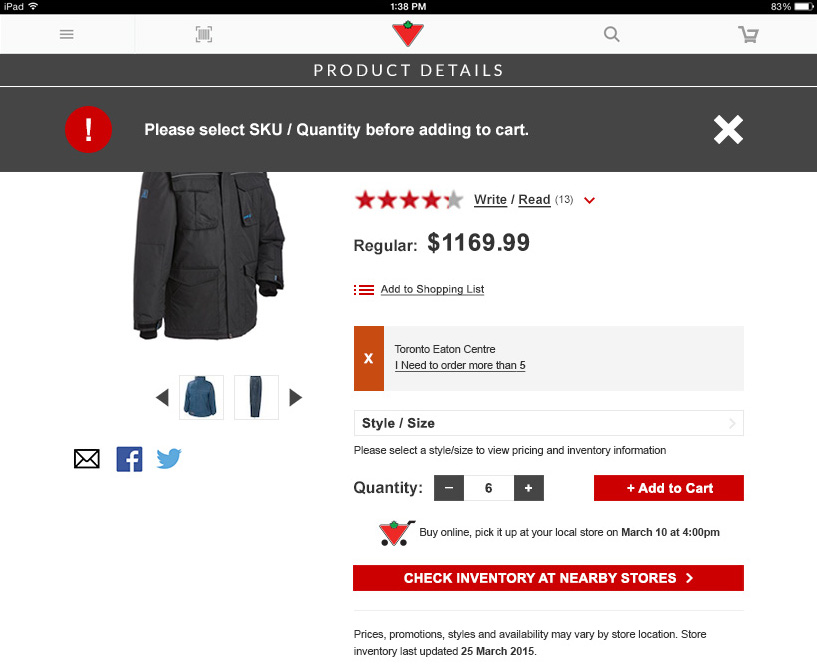 iPad 1:38 PM 83%
PRODUCT DETAILS
! Please select SKU / Quantity before adding to cart.
Write / Read (13)
Regular: $1169.99
Add to Shopping List
X
Toronto Eaton Centre
I Need to order more than 5
Style / Size
Please select a style/size to view pricing and inventory information
Quantity: – 6 + + Add to Cart
Buy online, pick it up at your local store on March 10 at 4:00pm
CHECK INVENTORY AT NEARBY STORES
Prices, promotions, styles and availability may vary by store location. Store
inventory last updated 25 March 2015.